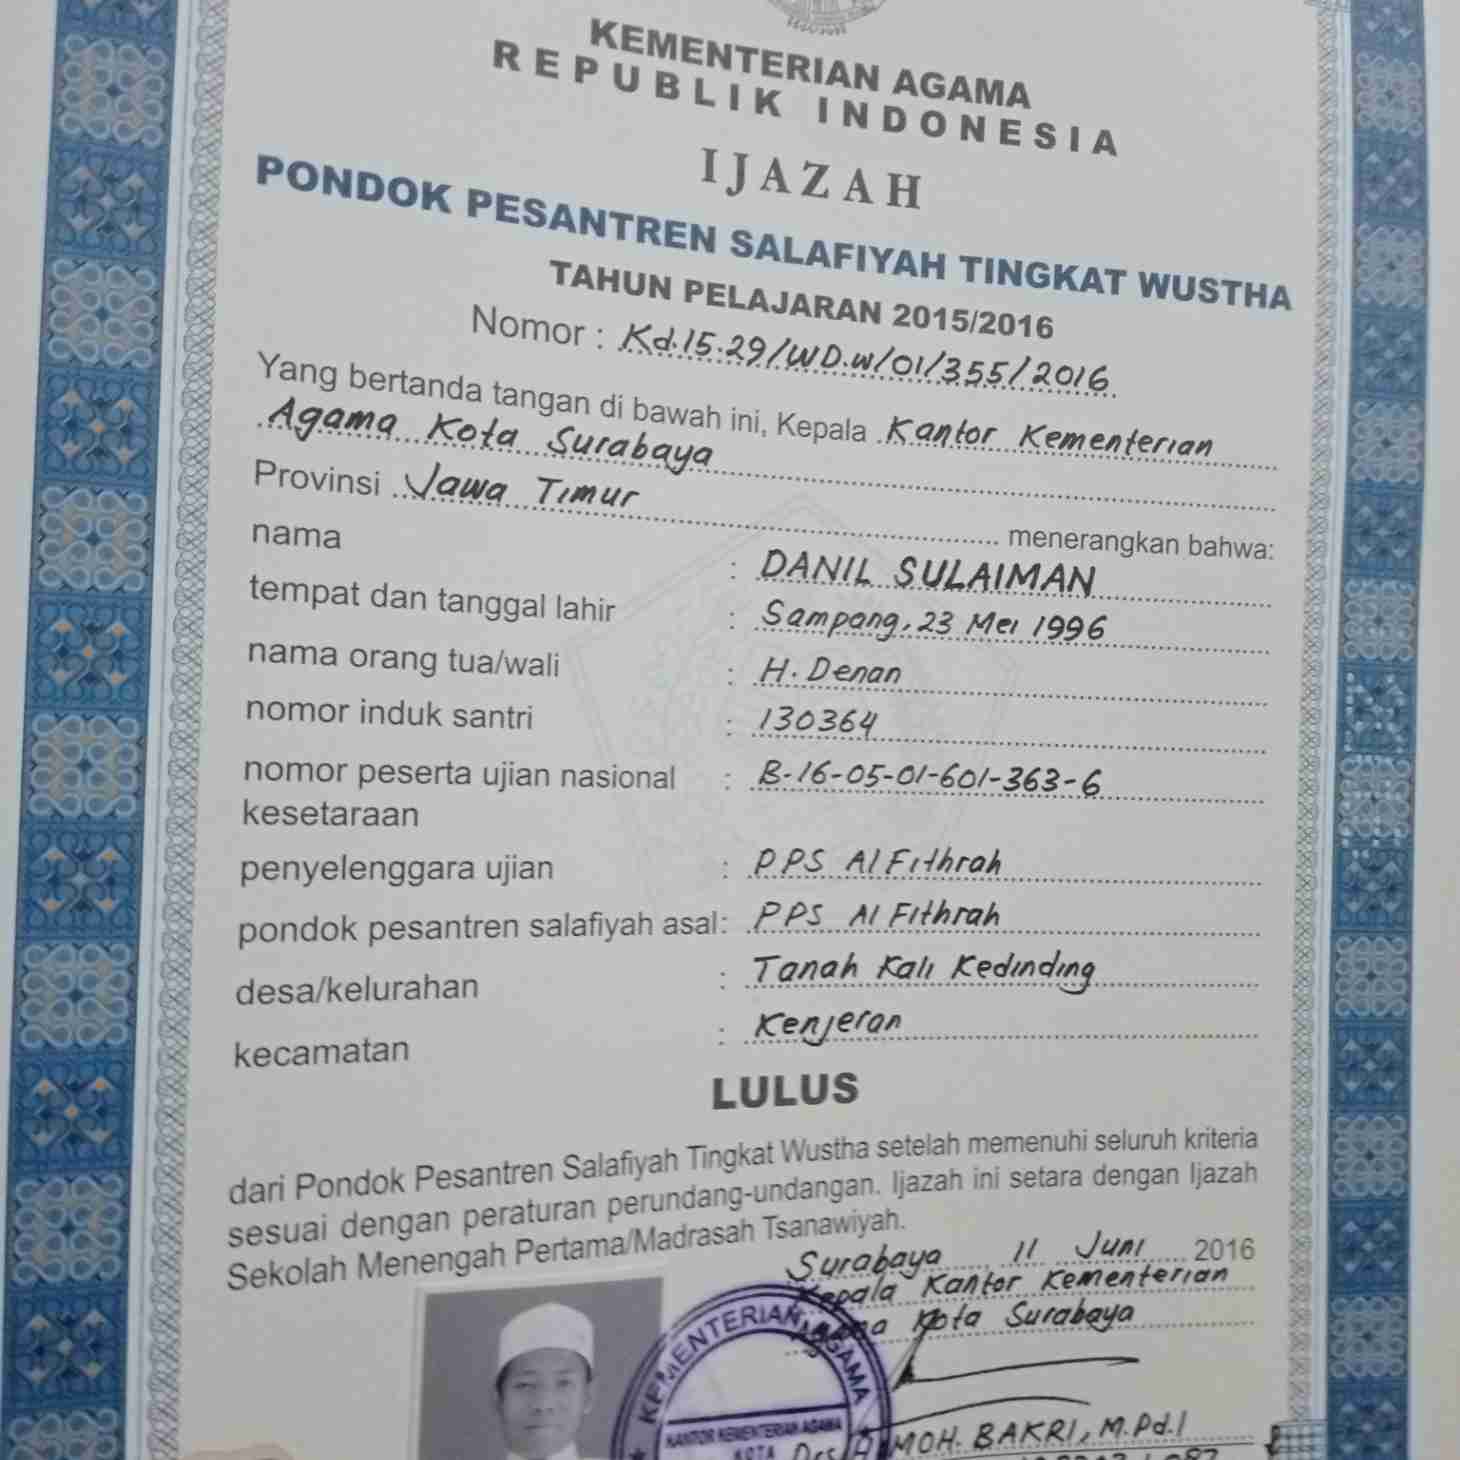 KEMENTERIAN AGAMA
REPUBLIK INDONESIA
IJAZAH
PONDOK PESANTREN SALAFIYAH TINGKAT WUSTHA
TAHUN PELAJARAN 2015/2016
Nomor : Kd.15.29/WD.w/01/355/2016
Yang bertanda tangan di bawah ini, Kepala Kantor Kementerian
Agama Kota Surabaya
Provinsi Jawa Timur menerangkan bahwa:
nama : DANIL SULAIMAN
tempat dan tanggal lahir : Sampang, 23 Mei 1996
nama orang tua/wali : H. Denan
nomor induk santri : 130364
nomor peserta ujian nasional : B-16-05-01-601-363-6
kesetaraan
penyelenggara ujian : PPS Al Fithrah
pondok pesantren salafiyah asal: PPS Al Fithrah
desa/kelurahan : Tanah Kali Kedinding
kecamatan : Kenjeran
LULUS
dari Pondok Pesantren Salafiyah Tingkat Wustha setelah memenuhi seluruh kriteria
sesuai dengan peraturan perundang-undangan. Ijazah ini setara dengan Ijazah
Sekolah Menengah Pertama/Madrasah Tsanawiyah.
Surabaya 11 Juni 2016
Kepala Kantor Kementerian
Agama Kota Surabaya
KEMENTERIAN AGAMA
KANTOR KEMENTERIAN AGAMA
KOTA
Drs. H. MOH. BAKRI, M.Pd.I